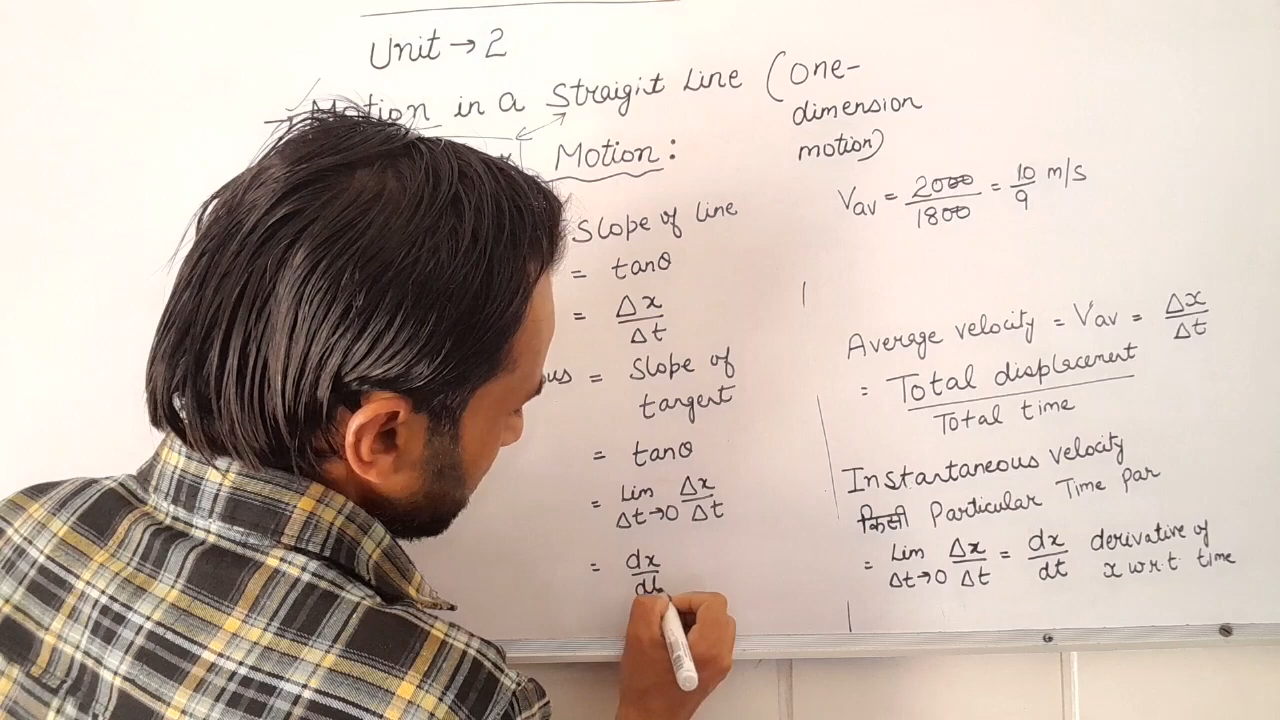 Unit → 2
→ Motion in a Straigit Line (One-
dimension
motion)
Motion:
Slope of line
= tanθ
= Δx/Δt
ous = Slope of
tangent
= tanθ
= Lim Δt→0 Δx/Δt
= dx/dt
Vav = 2000/1800 = 10/9 m/s
Average velocity = Vav = Δx/Δt
= Total displacement/Total time
Instantaneous velocity
किसी Particular Time Par
= Lim Δt→0 Δx/Δt = dx/dt derivative of
x w.r.t. time